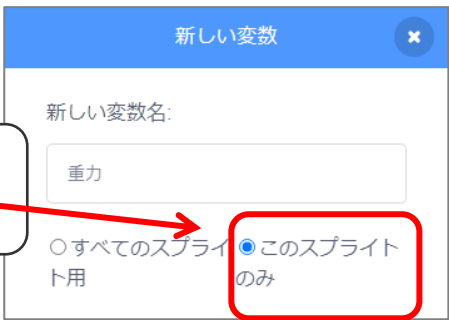 新しい変数
新しい変数名:
重力
すべてのスプライ
ト用
このスプライト
のみ